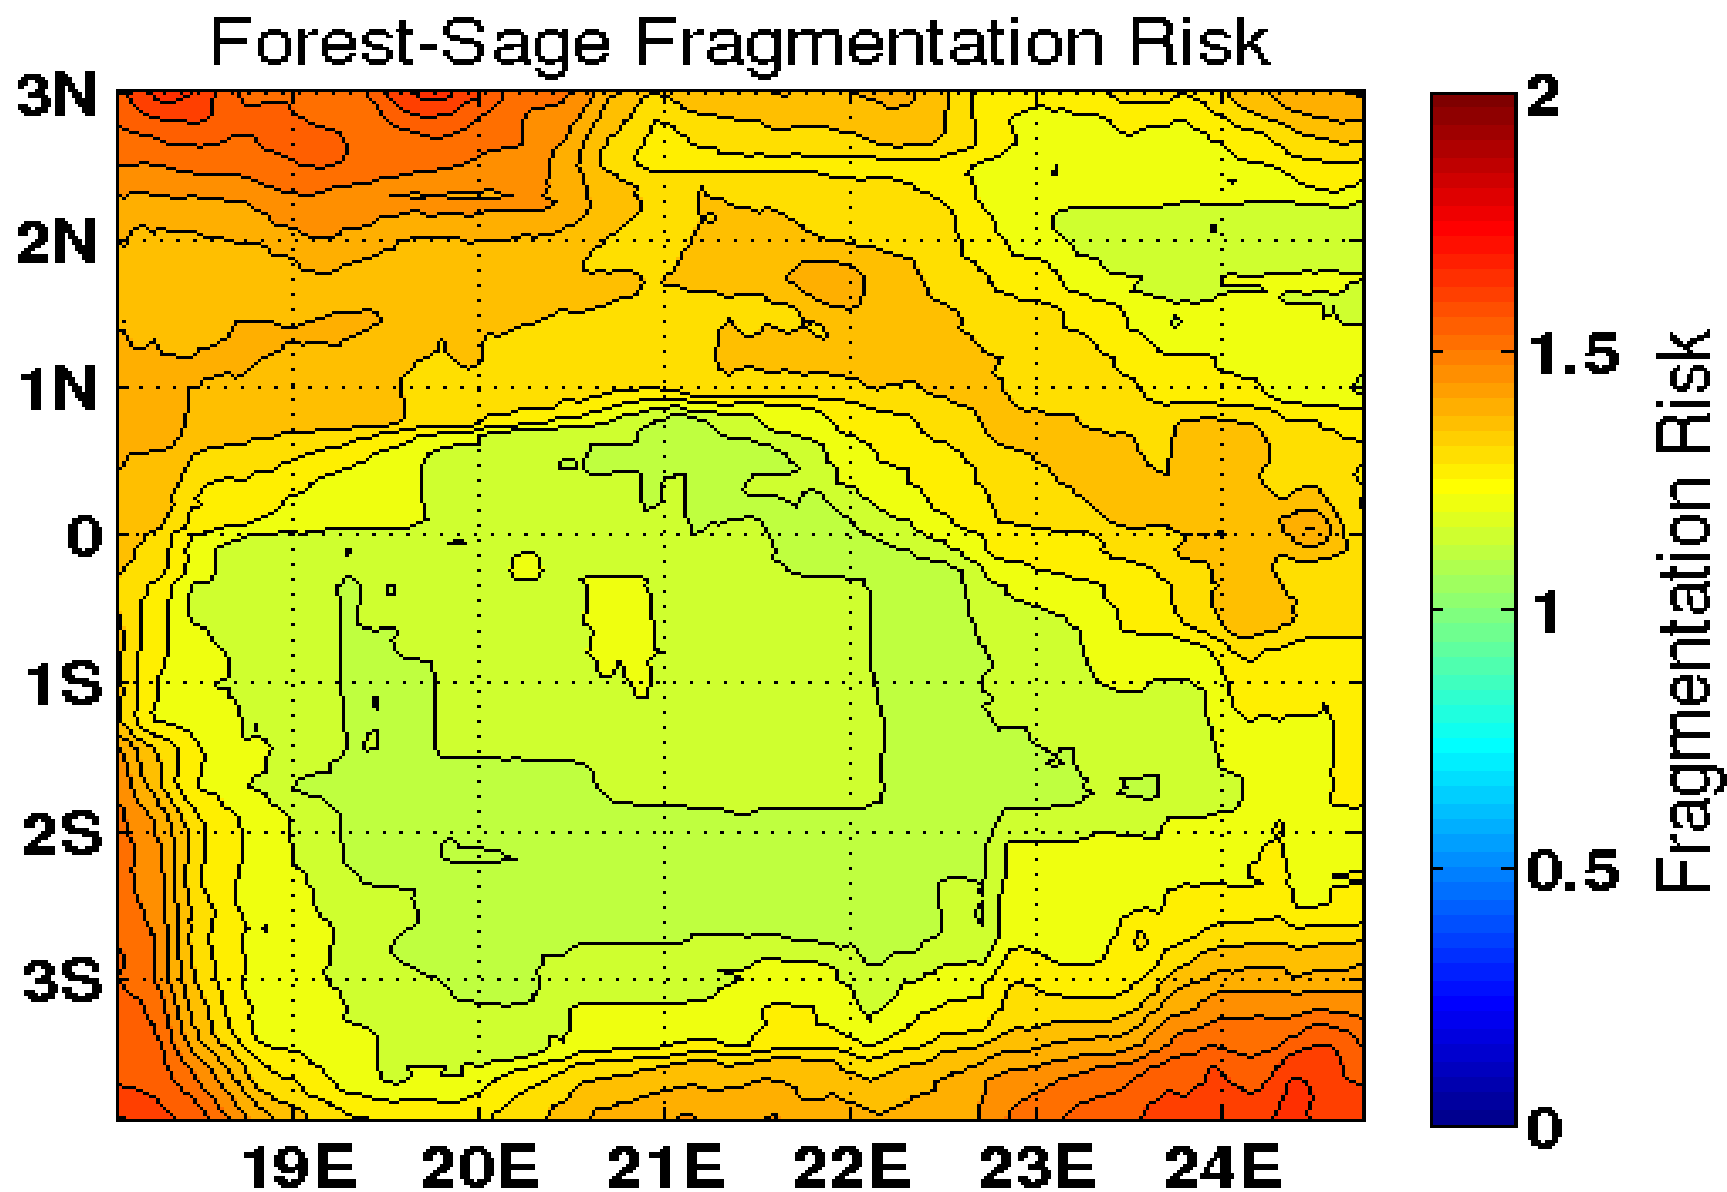 Forest-Sage Fragmentation Risk
3N
2N
1N
0
1S
2S
3S
19E 20E 21E 22E 23E 24E
2
1.5
1
0.5
0
Fragmentation Risk